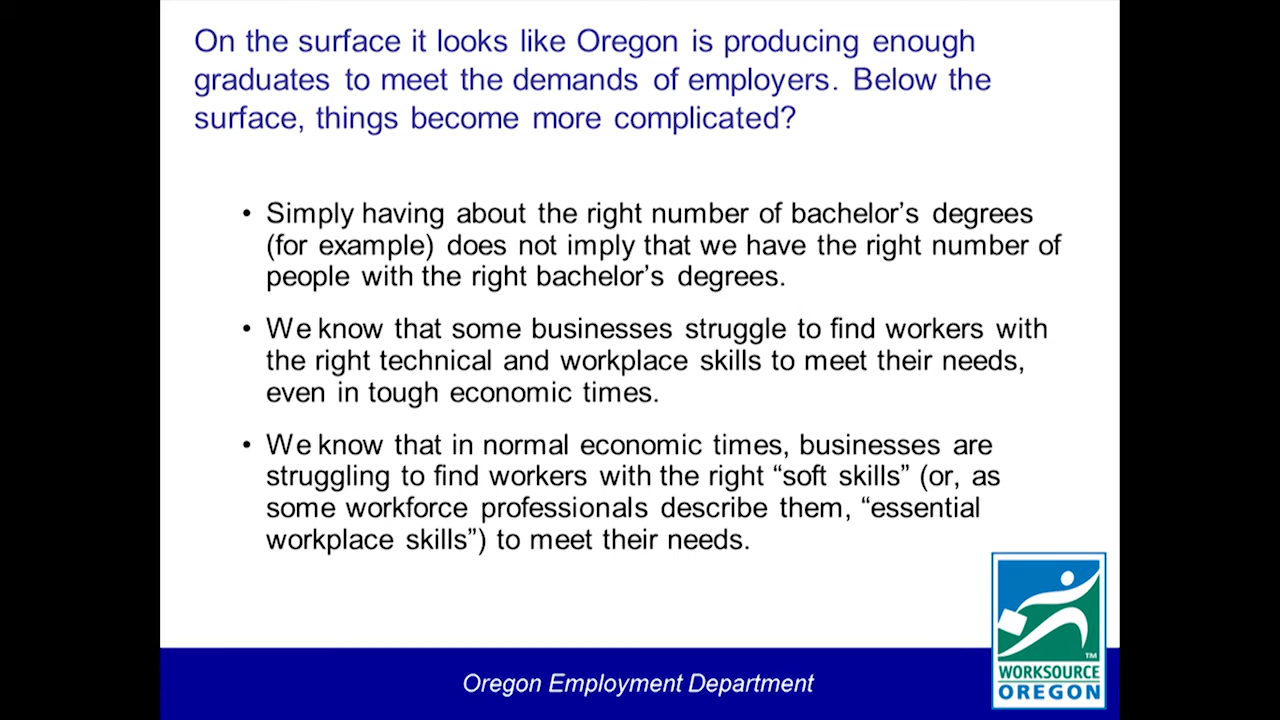 On the surface it looks like Oregon is producing enough
graduates to meet the demands of employers. Below the
surface, things become more complicated?
• Simply having about the right number of bachelor’s degrees
(for example) does not imply that we have the right number of
people with the right bachelor’s degrees.
• We know that some businesses struggle to find workers with
the right technical and workplace skills to meet their needs,
even in tough economic times.
• We know that in normal economic times, businesses are
struggling to find workers with the right “soft skills” (or, as
some workforce professionals describe them, “essential
workplace skills”) to meet their needs.
TM
WORKSOURCE
OREGON
Oregon Employment Department